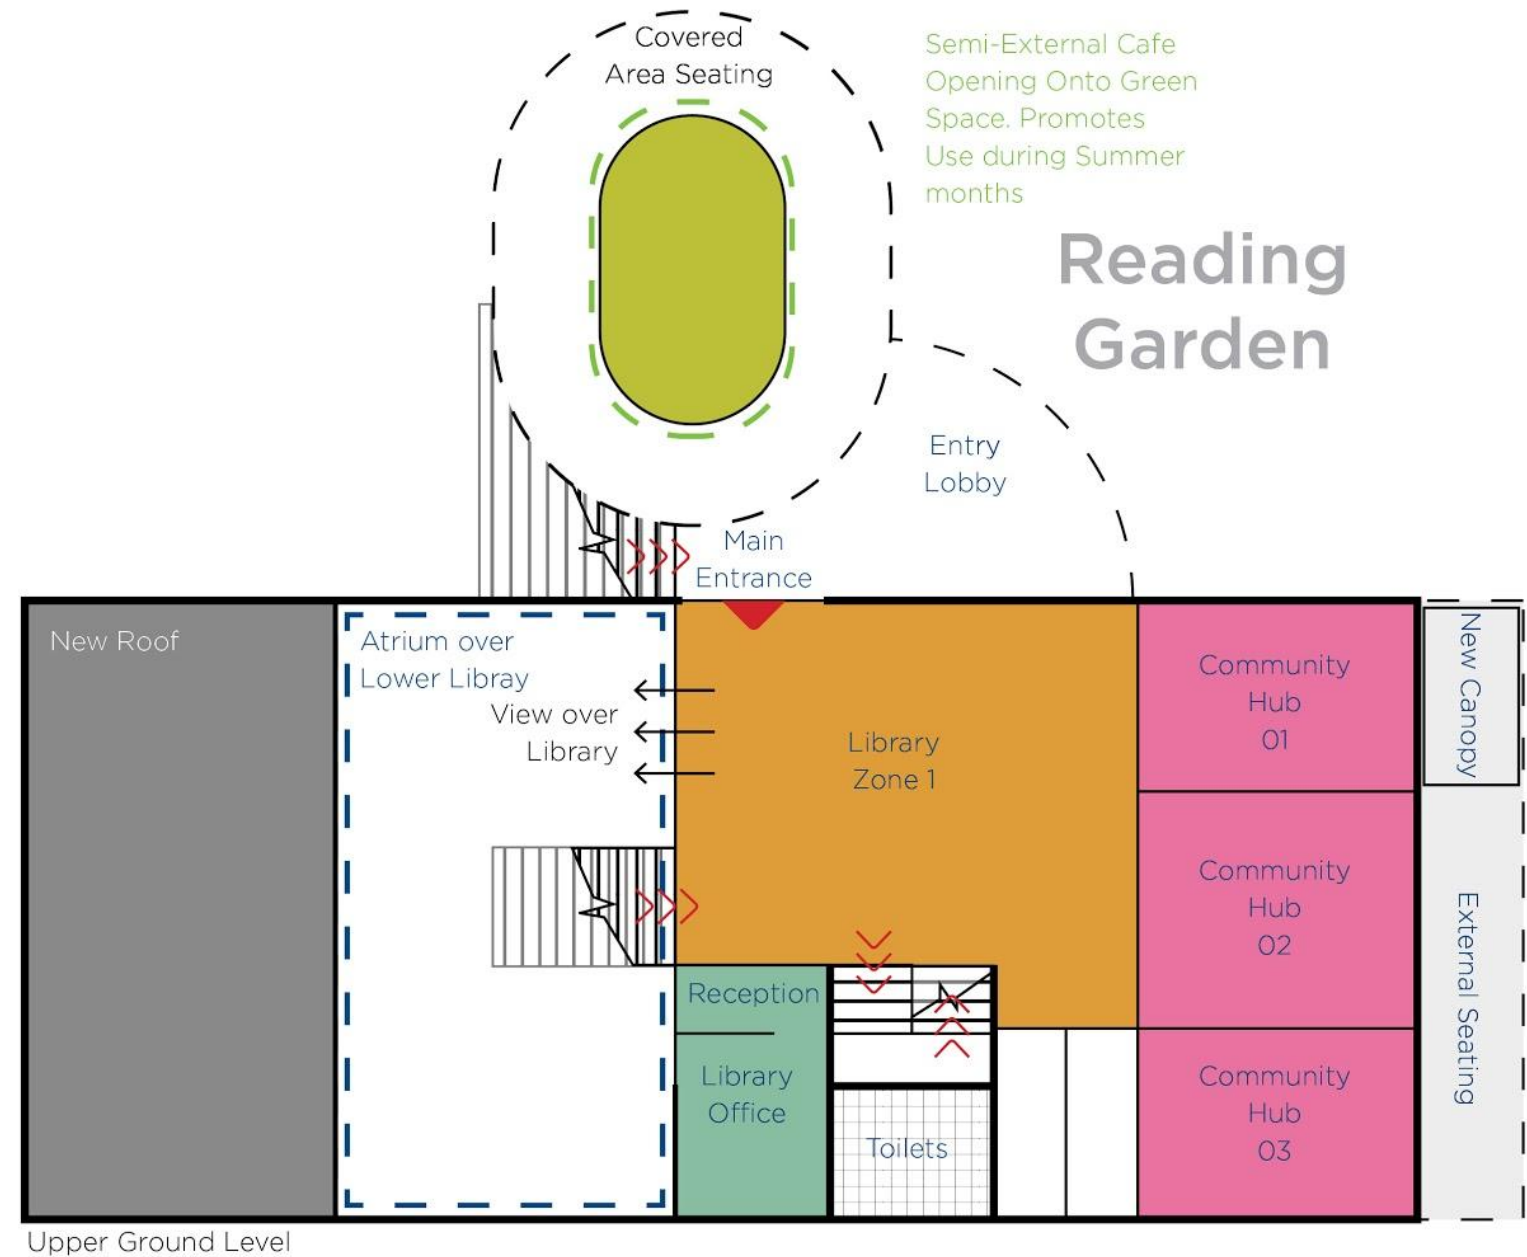 Covered
Area Seating
Semi-External Cafe
Opening Onto Green
Space. Promotes
Use during Summer
months
Reading
Garden
Entry
Lobby
Main
Entrance
New Roof
Atrium over
Lower Libray
View over
Library
Library
Zone 1
Community
Hub
01
New Canopy
Community
Hub
02
External Seating
Reception
Library
Office
Toilets
Community
Hub
03
Upper Ground Level